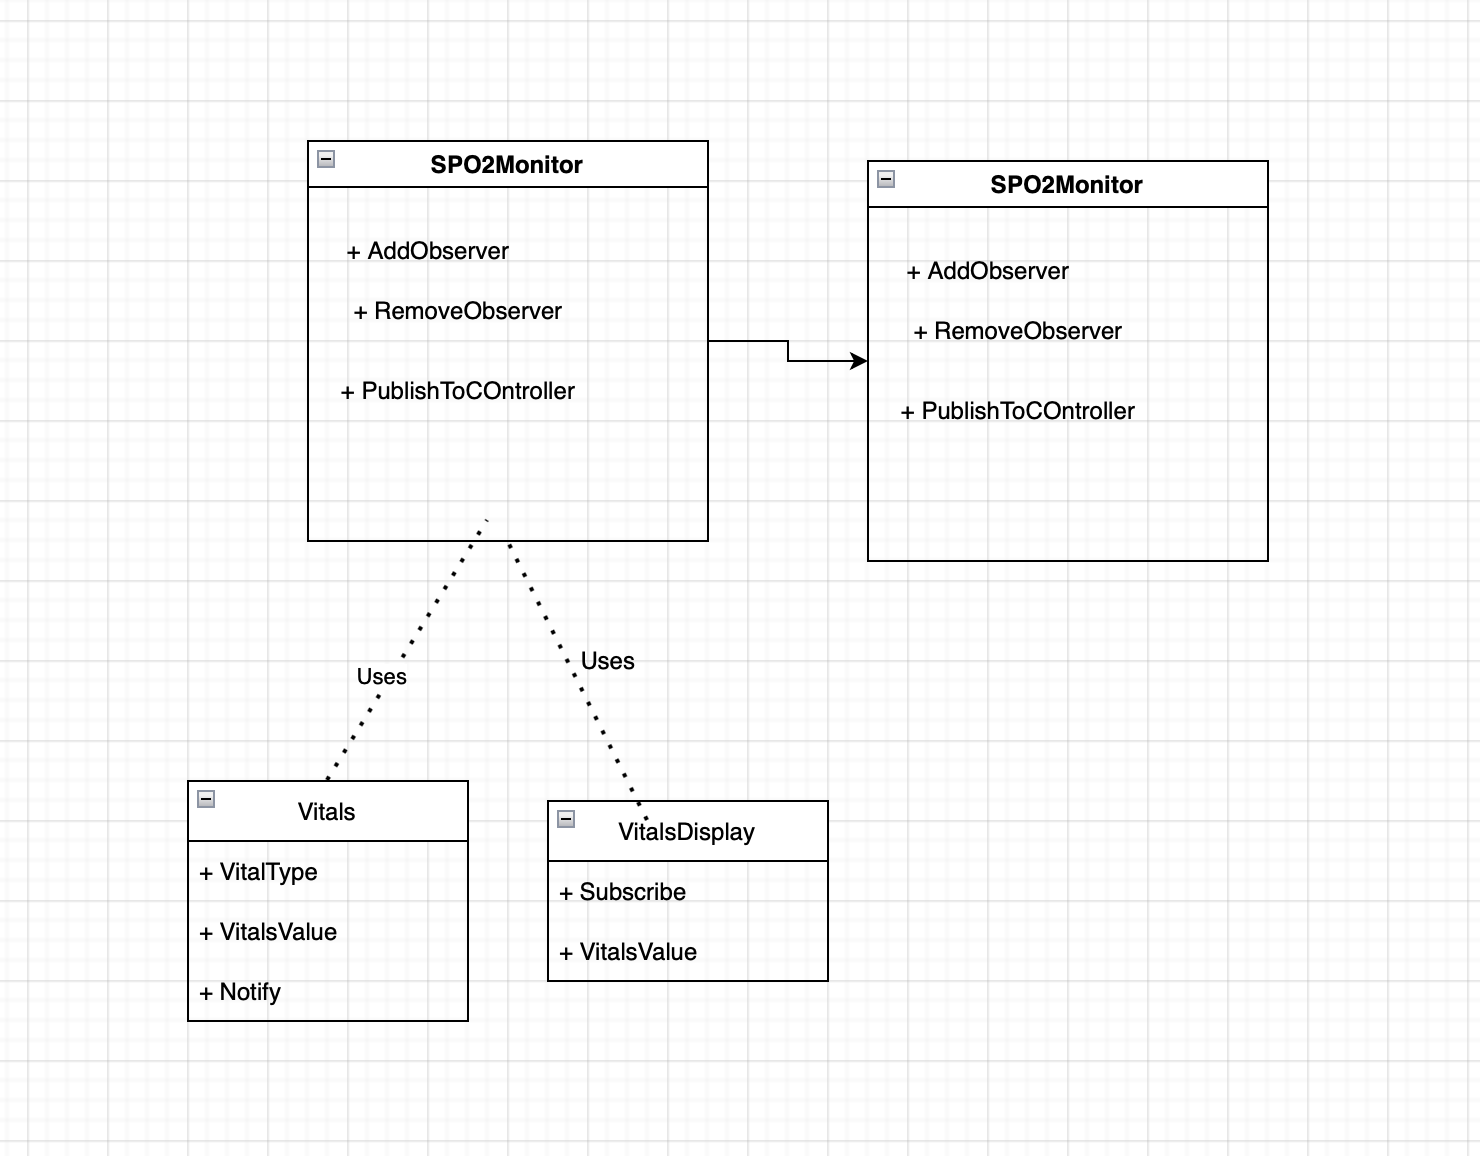 SPO2Monitor
+ AddObserver
+ RemoveObserver
+ PublishToCOntroller
SPO2Monitor
+ AddObserver
+ RemoveObserver
+ PublishToCOntroller
Uses
Uses
Vitals
+ VitalType
+ VitalsValue
+ Notify
VitalsDisplay
+ Subscribe
+ VitalsValue